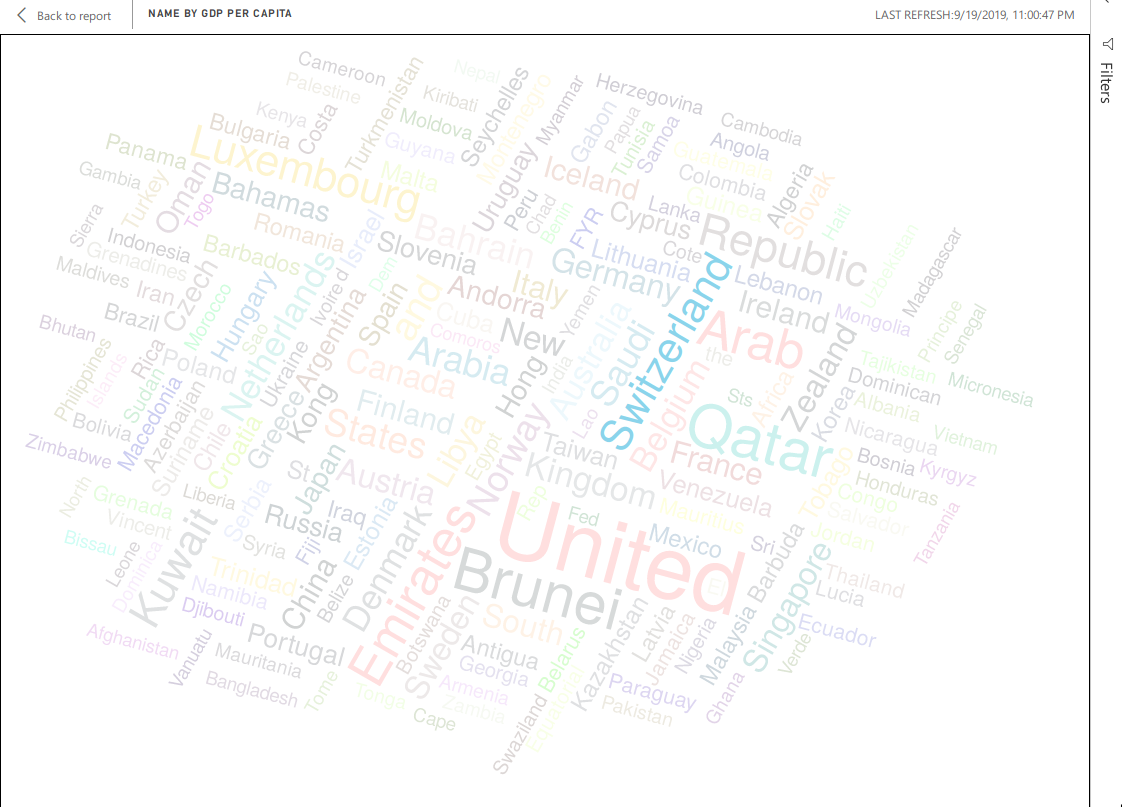 Back to report
NAME BY GDP PER CAPITA
LAST REFRESH:9/19/2019, 11:00:47 PM
Filters
Cameroon
Palestine
Turkmenistan
Nepal
Kiribati
Seychelles
Montenegro
Myanmar
Herzegovina
Cambodia
Kenya
Costa
Bulgaria
Moldova
Guyana
Gabon
Papua
Tunisia
Samoa
Angola
Guatemala
Panama
Luxembourg
Malta
Uruguay
Iceland
Colombia
Algeria
Slovak
Gambia
Turkey
Oman
Togo
Bahamas
Peru
Chad
Benin
FYR
Lanka
Guinea
Haiti
Sierra
Indonesia
Grenadines
Romania
Israel
Bahrain
Cyprus
Republic
Uzbekistan
Madagascar
Maldives
Iran
Czech
Barbados
Slovenia
Dem
Lithuania
Cote
Lebanon
Germany
Italy
Andorra
Brazil
Morocco
Hungary
Netherlands
Ivoire
d
Argentina
Spain
and
Cuba
Comoros
New
Yemen
Australia
Saudi
Switzerland
Arab
Ireland
Mongolia
Principe
Senegal
Bhutan
Rica
Sao
Ukraine
Poland
Canada
Arabia
Hong
India
the
Zealand
Tajikistan
Micronesia
Philippines
Islands
Sudan
Macedonia
Azerbaijan
Suriname
Chile
Croatia
Greece
Kong
Finland
States
Libya
Egypt
Norway
Lao
Belgium
Sts
Africa
Qatar
Korea
Dominican
Albania
Nicaragua
Vietnam
Bolivia
Zimbabwe
St
Japan
Austria
Taiwan
Kingdom
France
Venezuela
Tobago
Bosnia
Kyrgyz
Honduras
Congo
Salvador
North
Grenada
Vincent
Liberia
Serbia
Russia
Iraq
Estonia
Rep
Fed
Mauritius
Jordan
Tanzania
Bissau
Leone
Dominica
Kuwait
Syria
Fiji
Denmark
Emirates
United
Mexico
Sri
Barbuda
Singapore
Thailand
Lucia
Trinidad
Namibia
Djibouti
China
Belize
Brunei
El
Ecuador
Afghanistan
Vanuatu
Portugal
Mauritania
Bangladesh
Tome
Botswana
Sweden
South
Antigua
Georgia
Armenia
Zambia
Belarus
Kazakhstan
Latvia
Jamaica
Nigeria
Malaysia
Verde
Tonga
Cape
Swaziland
Equatorial
Paraguay
Pakistan
Ghana